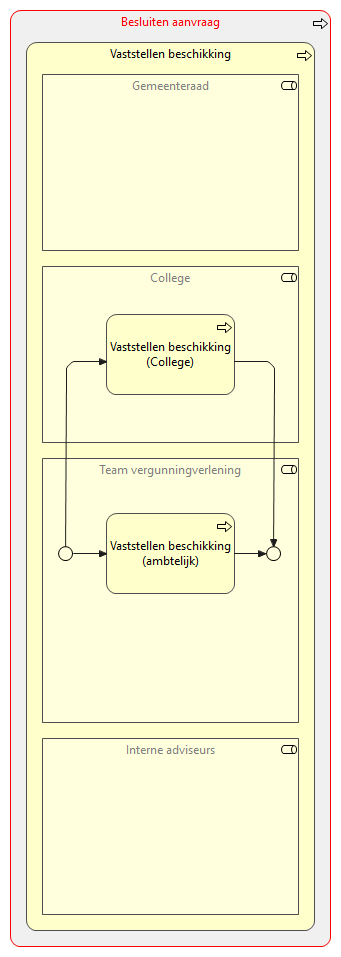 Besluiten aanvraag
Vaststellen beschikking
Gemeenteraad
College
Vaststellen beschikking
(College)
Team vergunningverlening
Vaststellen beschikking
(ambtelijk)
Interne adviseurs